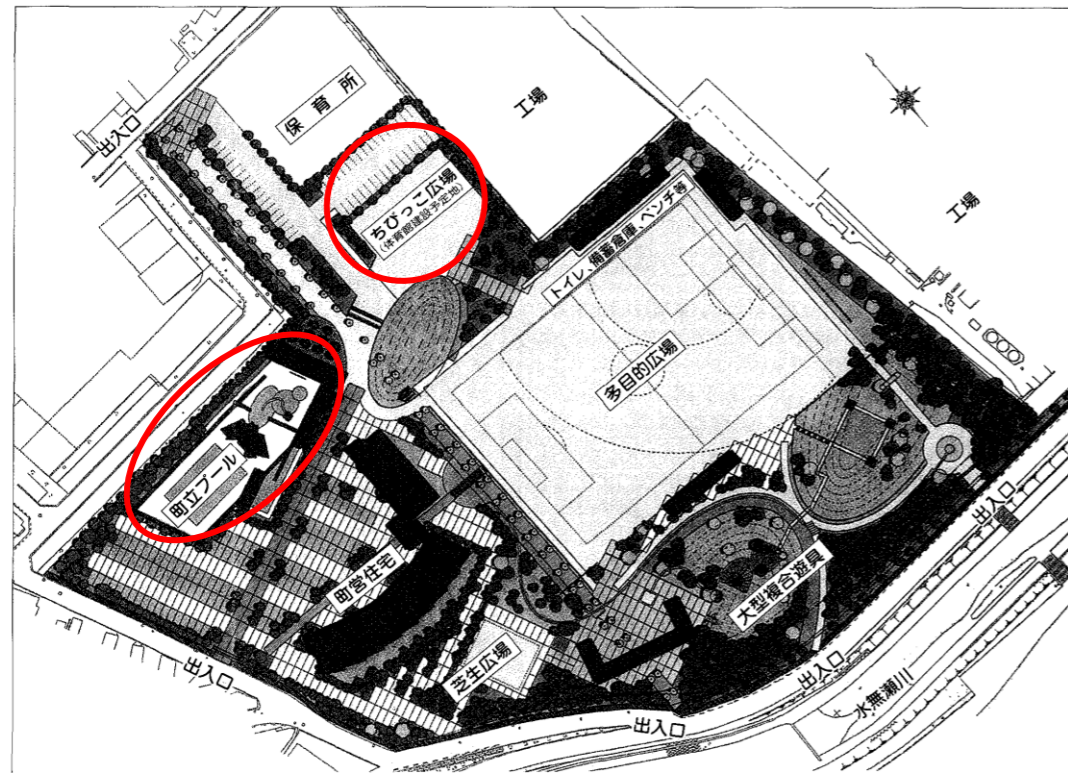 出入口
保育所
工場
ちびっこ広場
(体育館建設予定地)
工場
トイレ、備蓄倉庫、ベンチ等
多目的広場
町立プール
町営住宅
大型複合遊具
芝生広場
出入口
出入口
出入口
出入口
水無瀬川